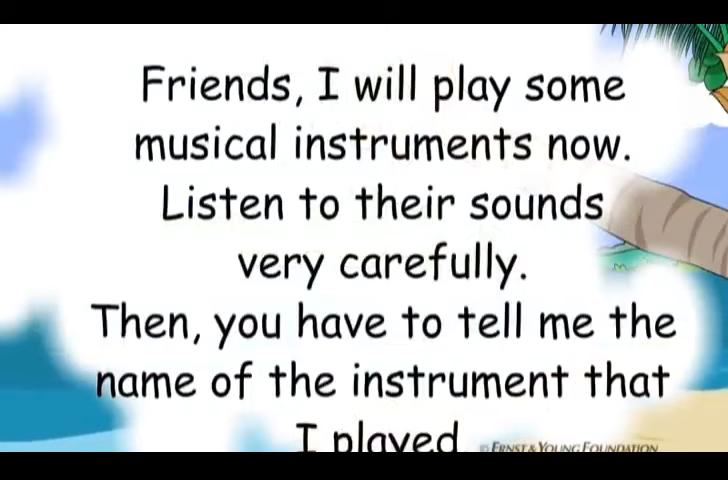 Friends, I will play some
musical instruments now.
Listen to their sounds
very carefully.
Then, you have to tell me the
name of the instrument that
I played
© ERNST & YOUNG FOUNDATION